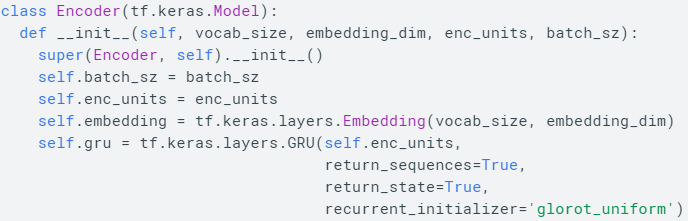 class Encoder(tf.keras.Model):
  def __init__(self, vocab_size, embedding_dim, enc_units, batch_sz):
    super(Encoder, self).__init__()
    self.batch_sz = batch_sz
    self.enc_units = enc_units
    self.embedding = tf.keras.layers.Embedding(vocab_size, embedding_dim)
    self.gru = tf.keras.layers.GRU(self.enc_units,
                                   return_sequences=True,
                                   return_state=True,
                                   recurrent_initializer='glorot_uniform')